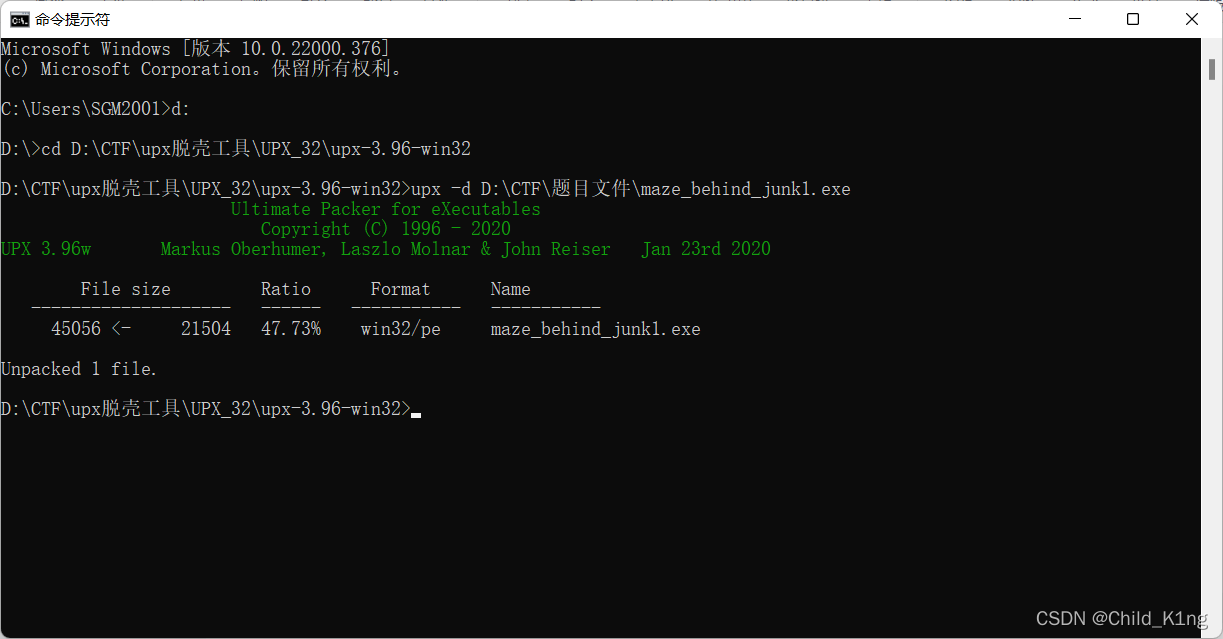 命令提示符
Microsoft Windows [版本 10.0.22000.376]
(c) Microsoft Corporation。保留所有权利。
C:\Users\SGM2001>d:
D:\>cd D:\CTF\upx脱壳工具\UPX_32\upx-3.96-win32
D:\CTF\upx脱壳工具\UPX_32\upx-3.96-win32>upx -d D:\CTF\题目文件\maze_behind_junk1.exe
Ultimate Packer for eXecutables
Copyright (C) 1996 - 2020
UPX 3.96w Markus Oberhumer, Laszlo Molnar & John Reiser Jan 23rd 2020
File size Ratio Format Name
-------------------- ------ ----------- -----------
45056 <- 21504 47.73% win32/pe maze_behind_junk1.exe
Unpacked 1 file.
D:\CTF\upx脱壳工具\UPX_32\upx-3.96-win32>
CSDN @Child_K1ng